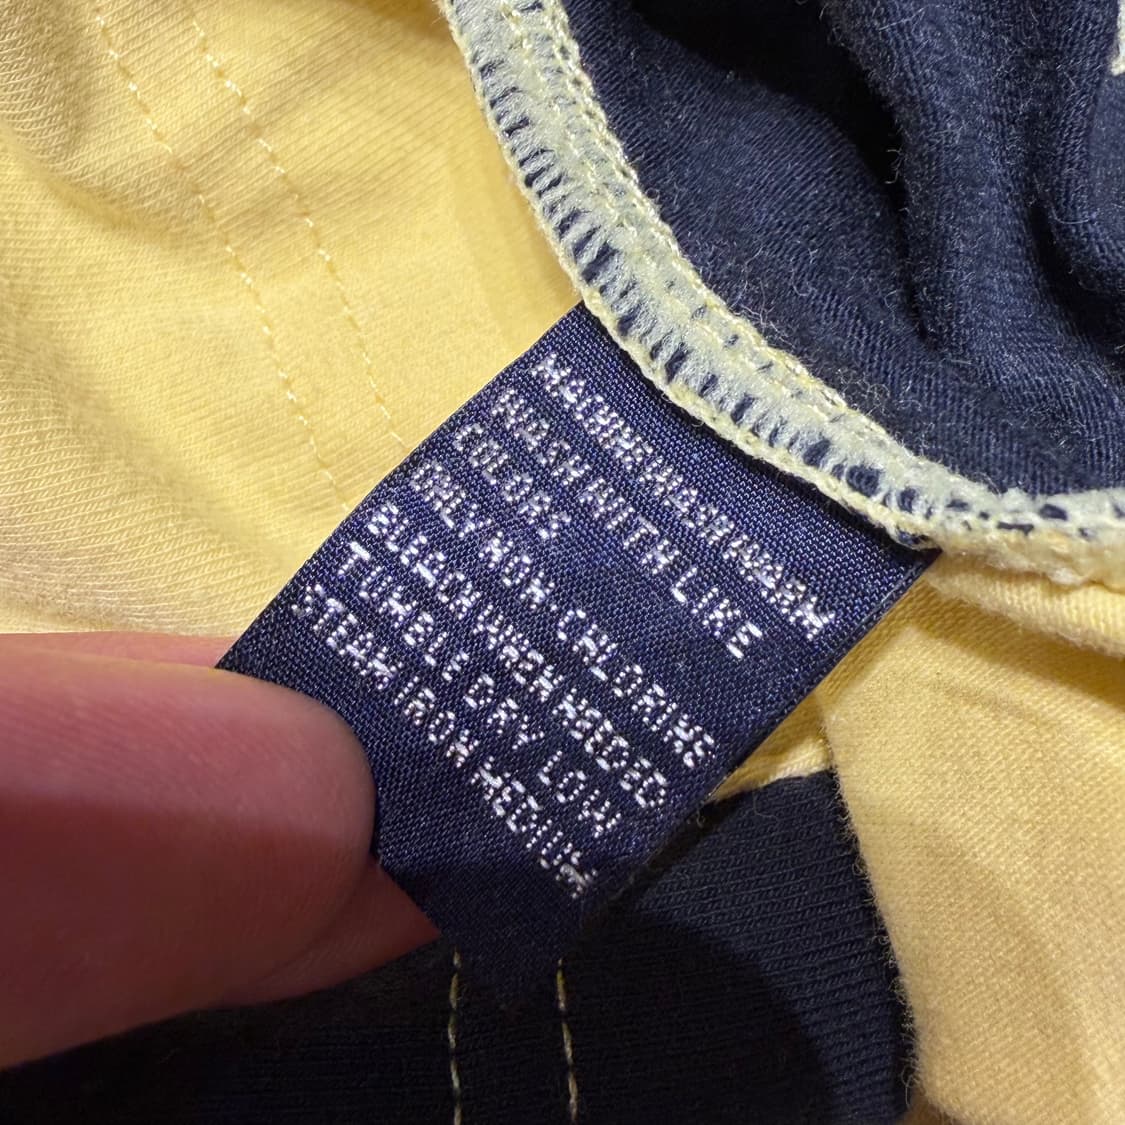 MACHINE WASH WARM
WASH WITH LIKE
COLORS
ONLY NON-CHLORINE
BLEACH WHEN NEEDED
TUMBLE DRY LOW
STEAM IRON MEDIUM